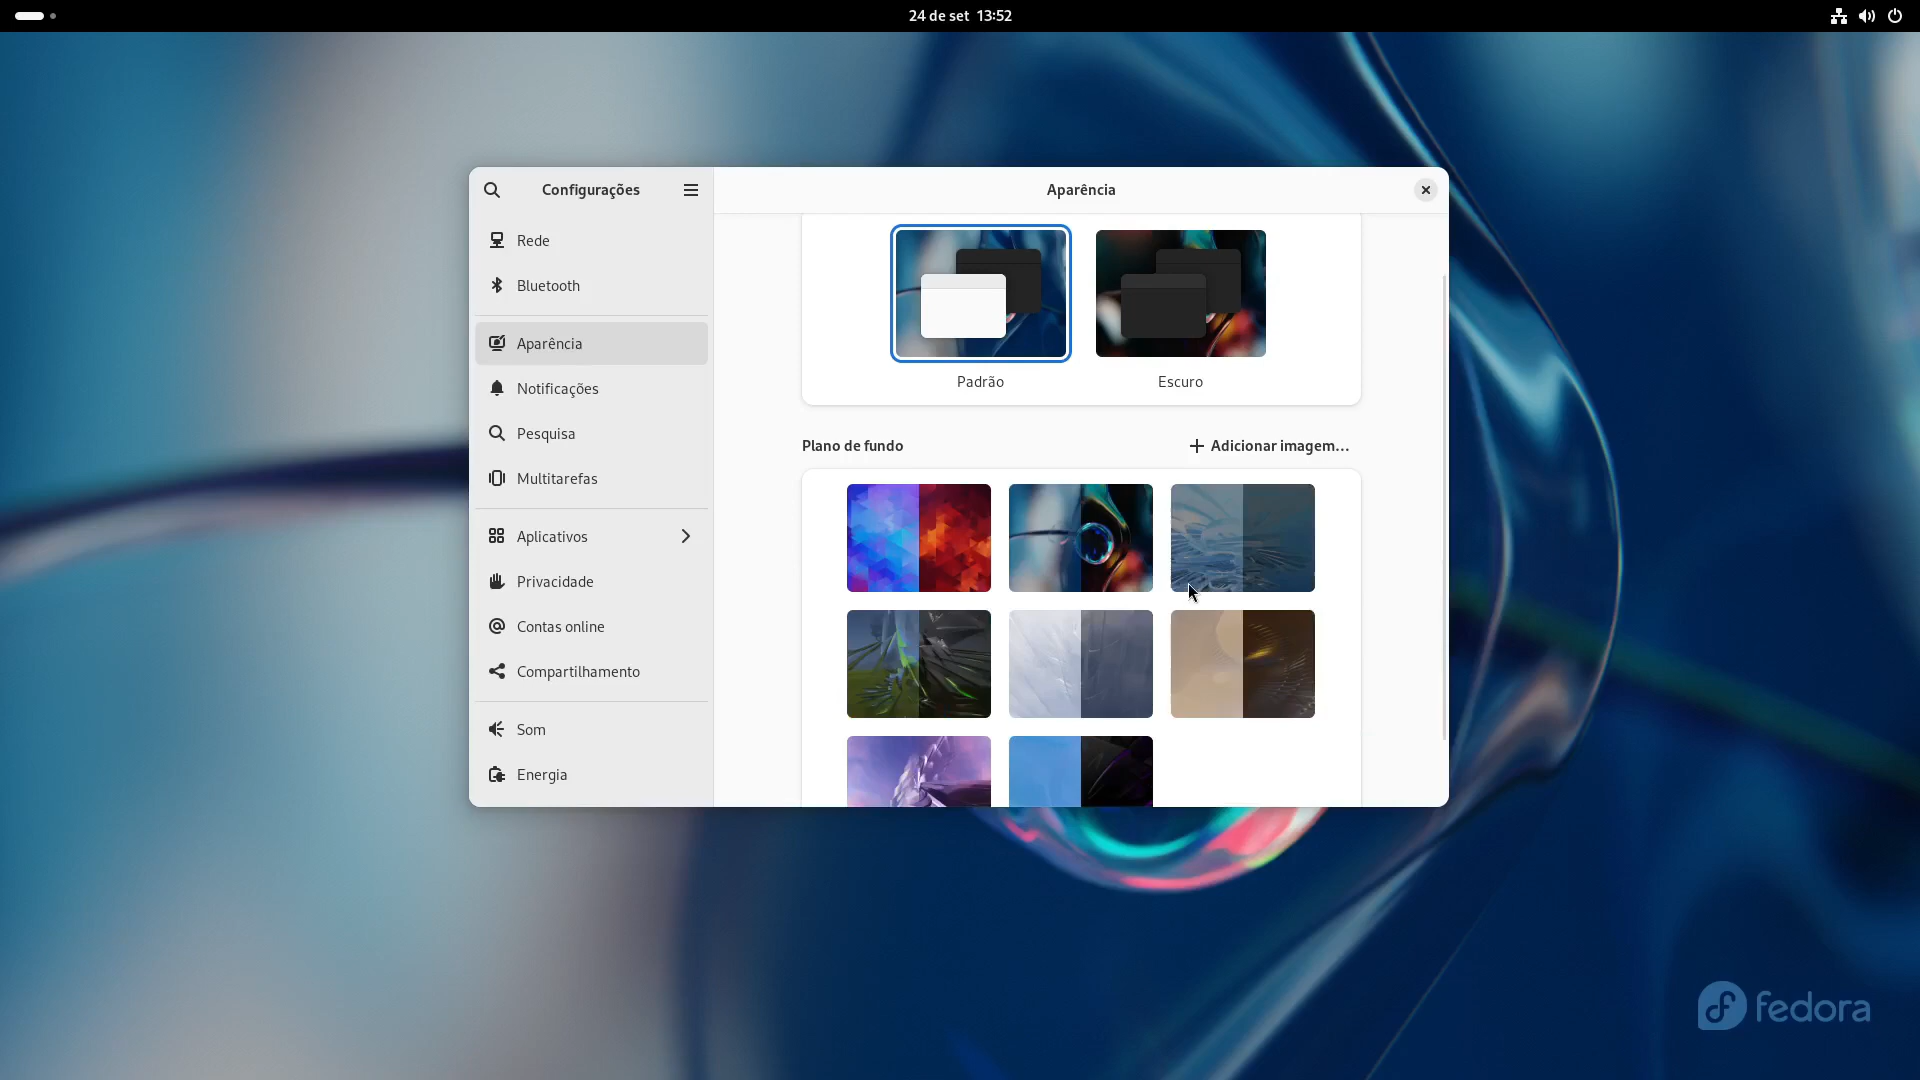 24 de set 13:52
Configurações
Aparência
Rede
Bluetooth
Aparência
Notificações
Pesquisa
Multitarefas
Aplicativos
Privacidade
Contas online
Compartilhamento
Som
Energia
Padrão
Escuro
Plano de fundo
Adicionar imagem...
fedora